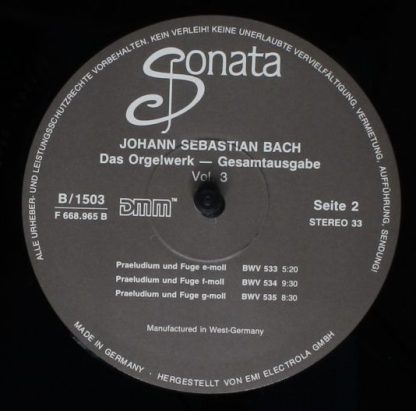 ALLE URHEBER- UND LEISTUNGSSCHUTZRECHTE VORBEHALTEN. KEIN VERLEIH! KEINE UNERLAUBTE VERVIELFÄLTIGUNG, VERMIETUNG, AUFFÜHRUNG, SENDUNG!
Sonata
JOHANN SEBASTIAN BACH
Das Orgelwerk — Gesamtausgabe
Vol. 3
B/1503
F 668.965 B
DMM™
Seite 2
STEREO 33
Praeludium und Fuge e-moll BWV 533 5:20
Praeludium und Fuge f-moll BWV 534 9:30
Praeludium und Fuge g-moll BWV 535 8:30
Manufactured in West-Germany
MADE IN GERMANY · HERGESTELLT VON EMI ELECTROLA GMBH